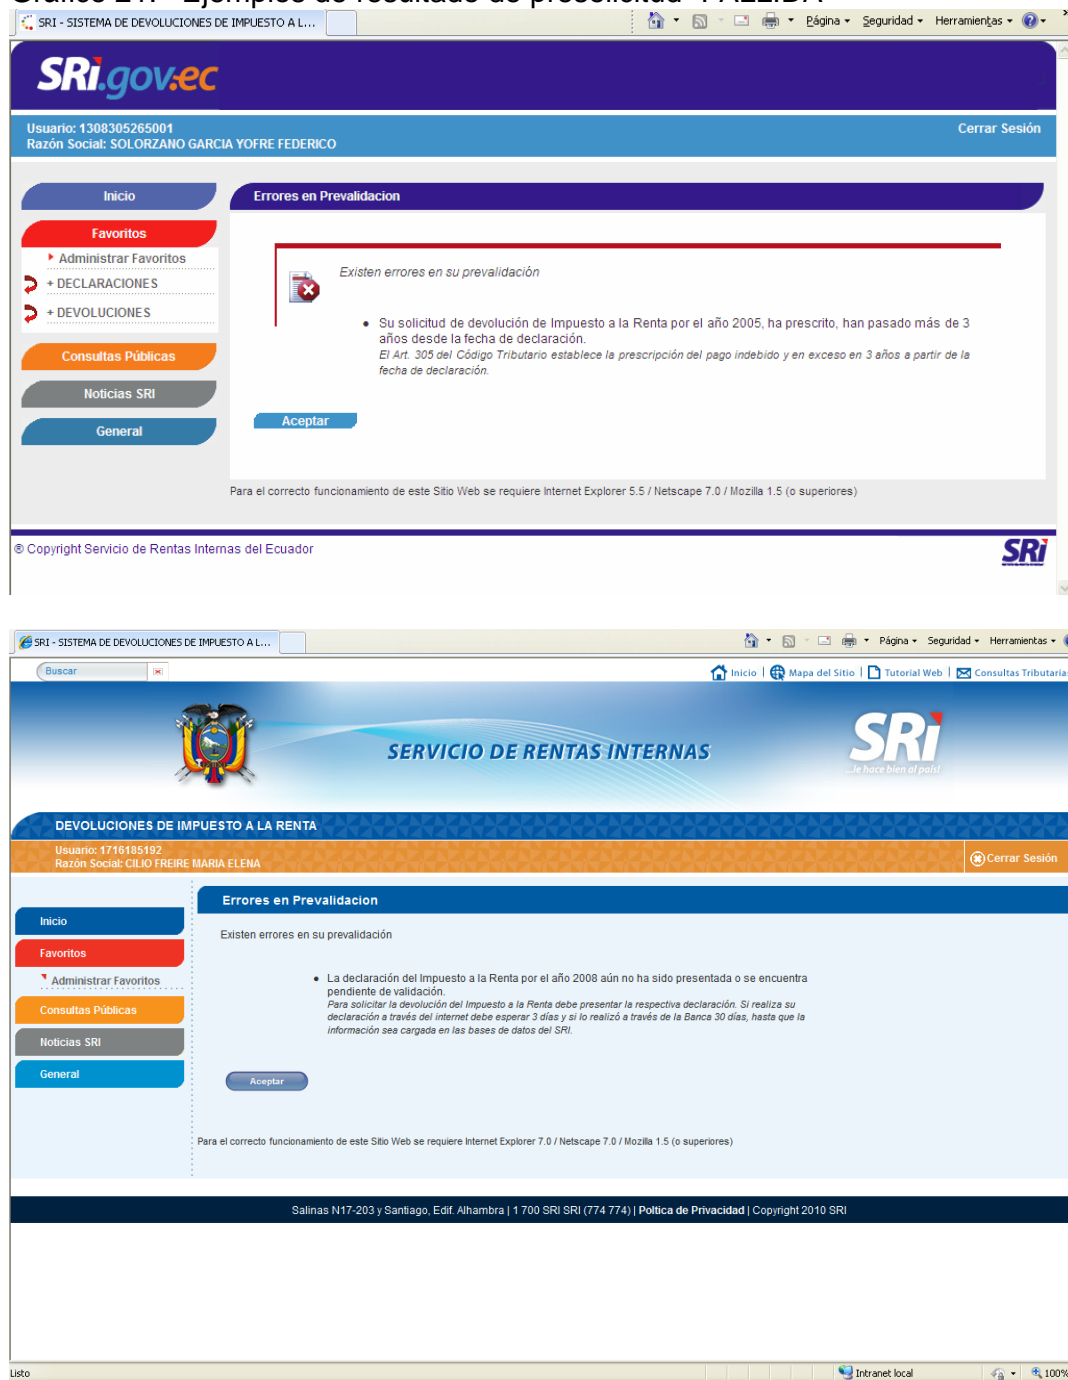 SRI - SISTEMA DE DEVOLUCIONES DE IMPUESTO A L...
Página
Seguridad
Herramientas
SRi.gov.ec
Usuario: 1308305265001
Razón Social: SOLORZANO GARCIA YOFRE FEDERICO
Cerrar Sesión
Inicio
Errores en Prevalidacion
Favoritos
Administrar Favoritos
+ DECLARACIONES
+ DEVOLUCIONES
Consultas Públicas
Noticias SRI
General
Existen errores en su prevalidación
• Su solicitud de devolución de Impuesto a la Renta por el año 2005, ha prescrito, han pasado más de 3
años desde la fecha de declaración.
El Art. 305 del Código Tributario establece la prescripción del pago indebido y en exceso en 3 años a partir de la
fecha de declaración.
Aceptar
Para el correcto funcionamiento de este Sitio Web se requiere Internet Explorer 5.5 / Netscape 7.0 / Mozilla 1.5 (o superiores)
® Copyright Servicio de Rentas Internas del Ecuador
SRi
SRI - SISTEMA DE DEVOLUCIONES DE IMPUESTO A L...
Página
Seguridad
Herramientas
Buscar
Inicio | Mapa del Sitio | Tutorial Web | Consultas Tributarias
SERVICIO DE RENTAS INTERNAS
SRi
...le hace bien al país!
DEVOLUCIONES DE IMPUESTO A LA RENTA
Usuario: 1716185192
Razón Social: CILIO FREIRE MARIA ELENA
Cerrar Sesión
Errores en Prevalidacion
Inicio
Favoritos
Administrar Favoritos
Consultas Públicas
Noticias SRI
General
Existen errores en su prevalidación
• La declaración del Impuesto a la Renta por el año 2008 aún no ha sido presentada o se encuentra
pendiente de validación.
Para solicitar la devolución del Impuesto a la Renta debe presentar la respectiva declaración. Si realiza su
declaración a través del internet debe esperar 3 días y si lo realizó a través de la Banca 30 días, hasta que la
información sea cargada en las bases de datos del SRI.
Aceptar
Para el correcto funcionamiento de este Sitio Web se requiere Internet Explorer 7.0 / Netscape 7.0 / Mozilla 1.5 (o superiores)
Salinas N17-203 y Santiago, Edif. Alhambra | 1 700 SRI SRI (774 774) | Poltica de Privacidad | Copyright 2010 SRI
Listo
Intranet local
100%